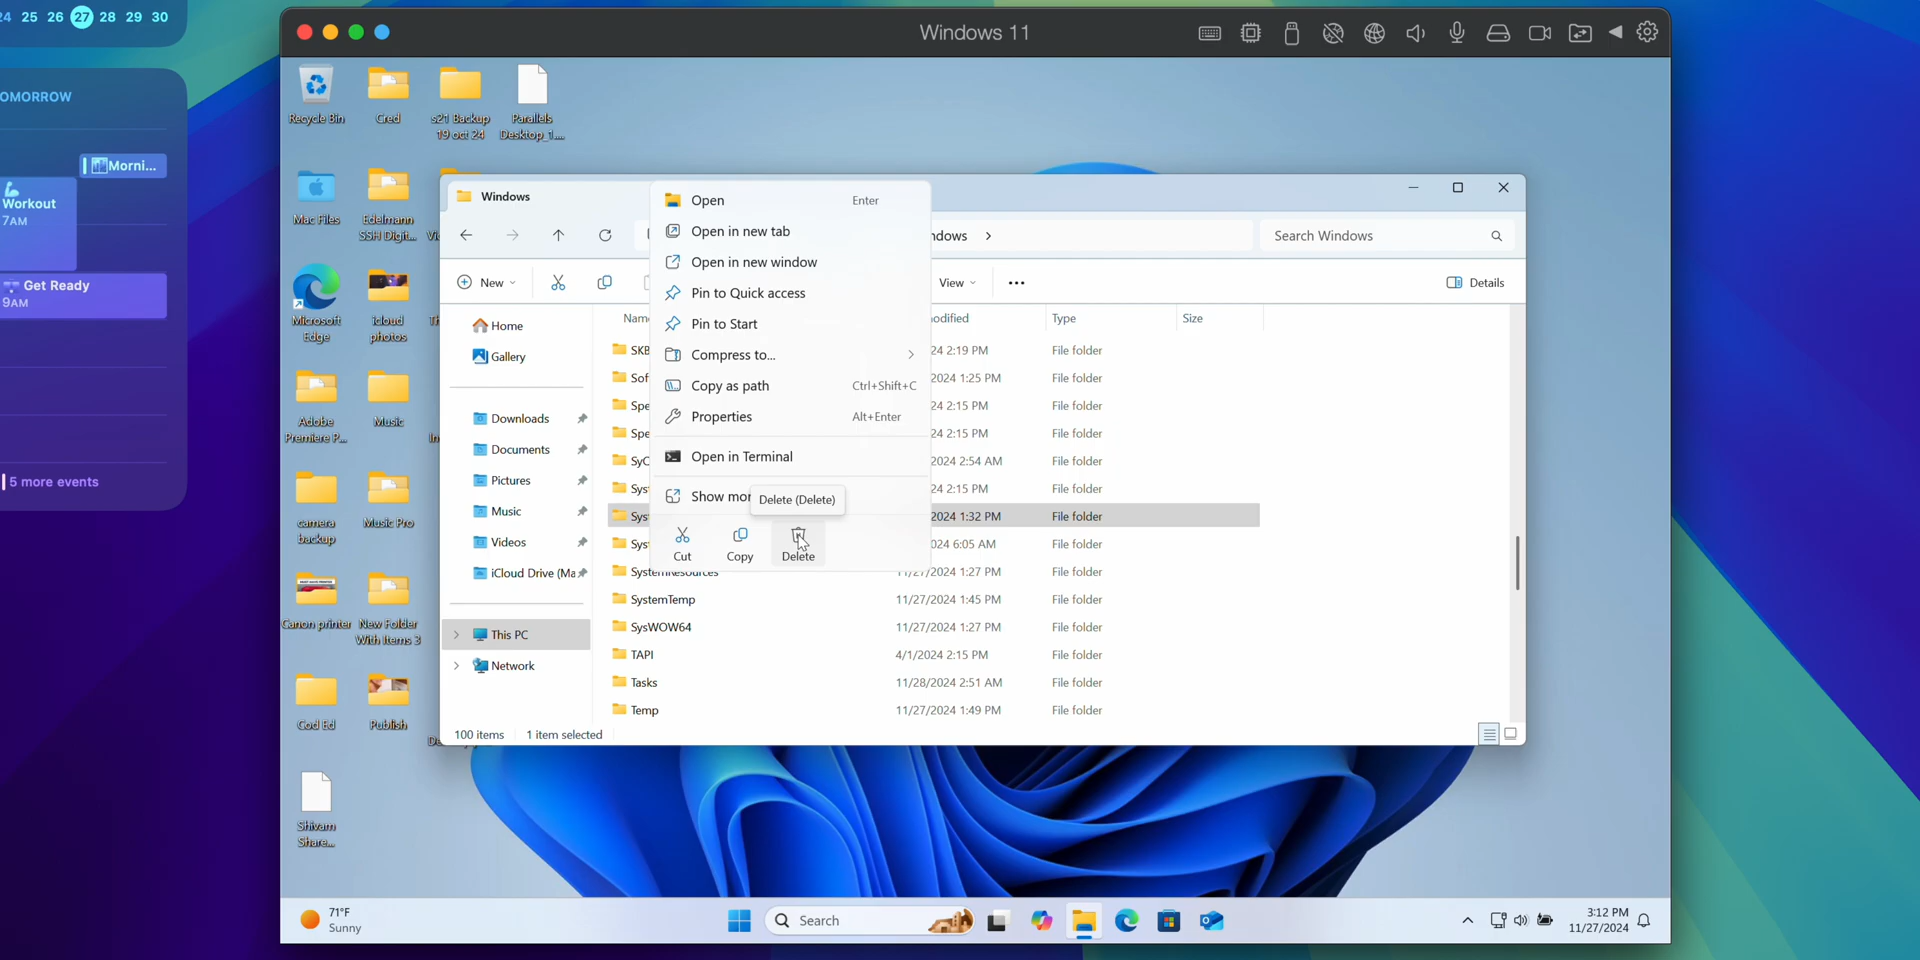 24 25 26 27 28 29 30
OMORROW
Morni...
Workout
7AM
Get Ready
9AM
5 more events
Windows 11
Recycle Bin
Cred
s21 Backup
19 oct 24
Parallels
Desktop_1....
Mac Files
Edelmann
SSH Digit...
Microsoft
Edge
icloud
photos
Adobe
Premiere P...
Music
camera
backup
Music Pro
Canon printer
New Folder
With Items 3
Cod Ed
Publish
Shivam
Share...
Windows
ndows
Search Windows
New
View
Details
Home
Gallery
Downloads
Documents
Pictures
Music
Videos
iCloud Drive (Ma
This PC
Network
Open Enter
Open in new tab
Open in new window
Pin to Quick access
Pin to Start
Compress to...
Copy as path Ctrl+Shift+C
Properties Alt+Enter
Open in Terminal
Show mor
Delete (Delete)
Cut Copy Delete
Nam odified Type Size
SKB 24 2:19 PM File folder
Sof 2024 1:25 PM File folder
Spe 24 2:15 PM File folder
Spe 24 2:15 PM File folder
SyC 2024 2:54 AM File folder
Sys 24 2:15 PM File folder
Sys 2024 1:32 PM File folder
Sys 024 6:05 AM File folder
SystemResources 11/27/2024 1:27 PM File folder
SystemTemp 11/27/2024 1:45 PM File folder
SysWOW64 11/27/2024 1:27 PM File folder
TAPI 4/1/2024 2:15 PM File folder
Tasks 11/28/2024 2:51 AM File folder
Temp 11/27/2024 1:49 PM File folder
100 items 1 item selected
71°F
Sunny
Search
3:12 PM
11/27/2024